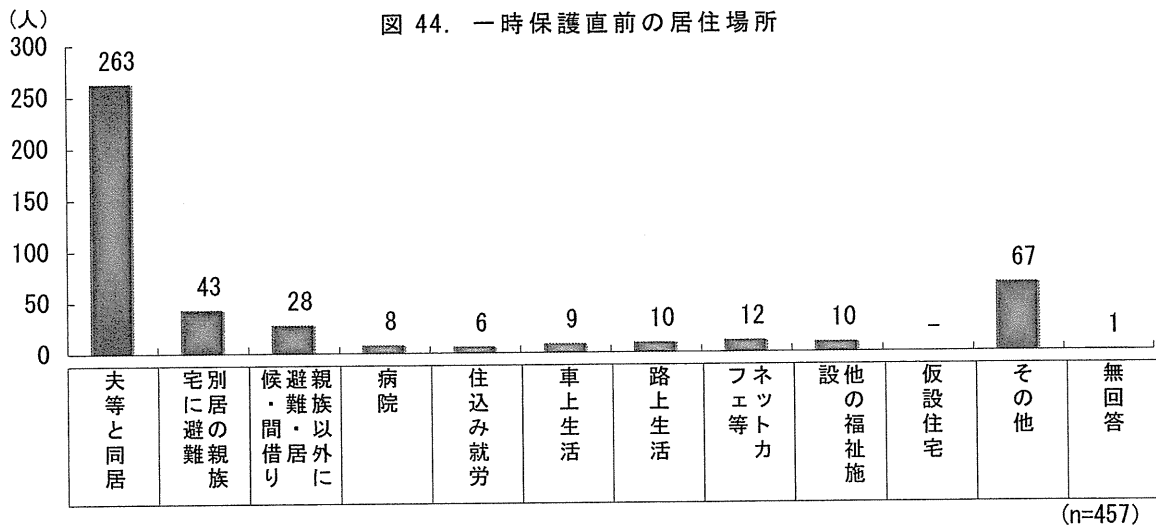 図 44. 一時保護直前の居住場所
(人)
300
250
200
150
100
50
0
263
43
28
8
6
9
10
12
10
–
67
1
夫等と同居
別居の親族
宅に避難
親族以外に
避難・居
候・間借り
病院
住込み就労
車上生活
路上生活
ネットカ
フェ等
他の福祉施
設
仮設住宅
その他
無回答
(n=457)